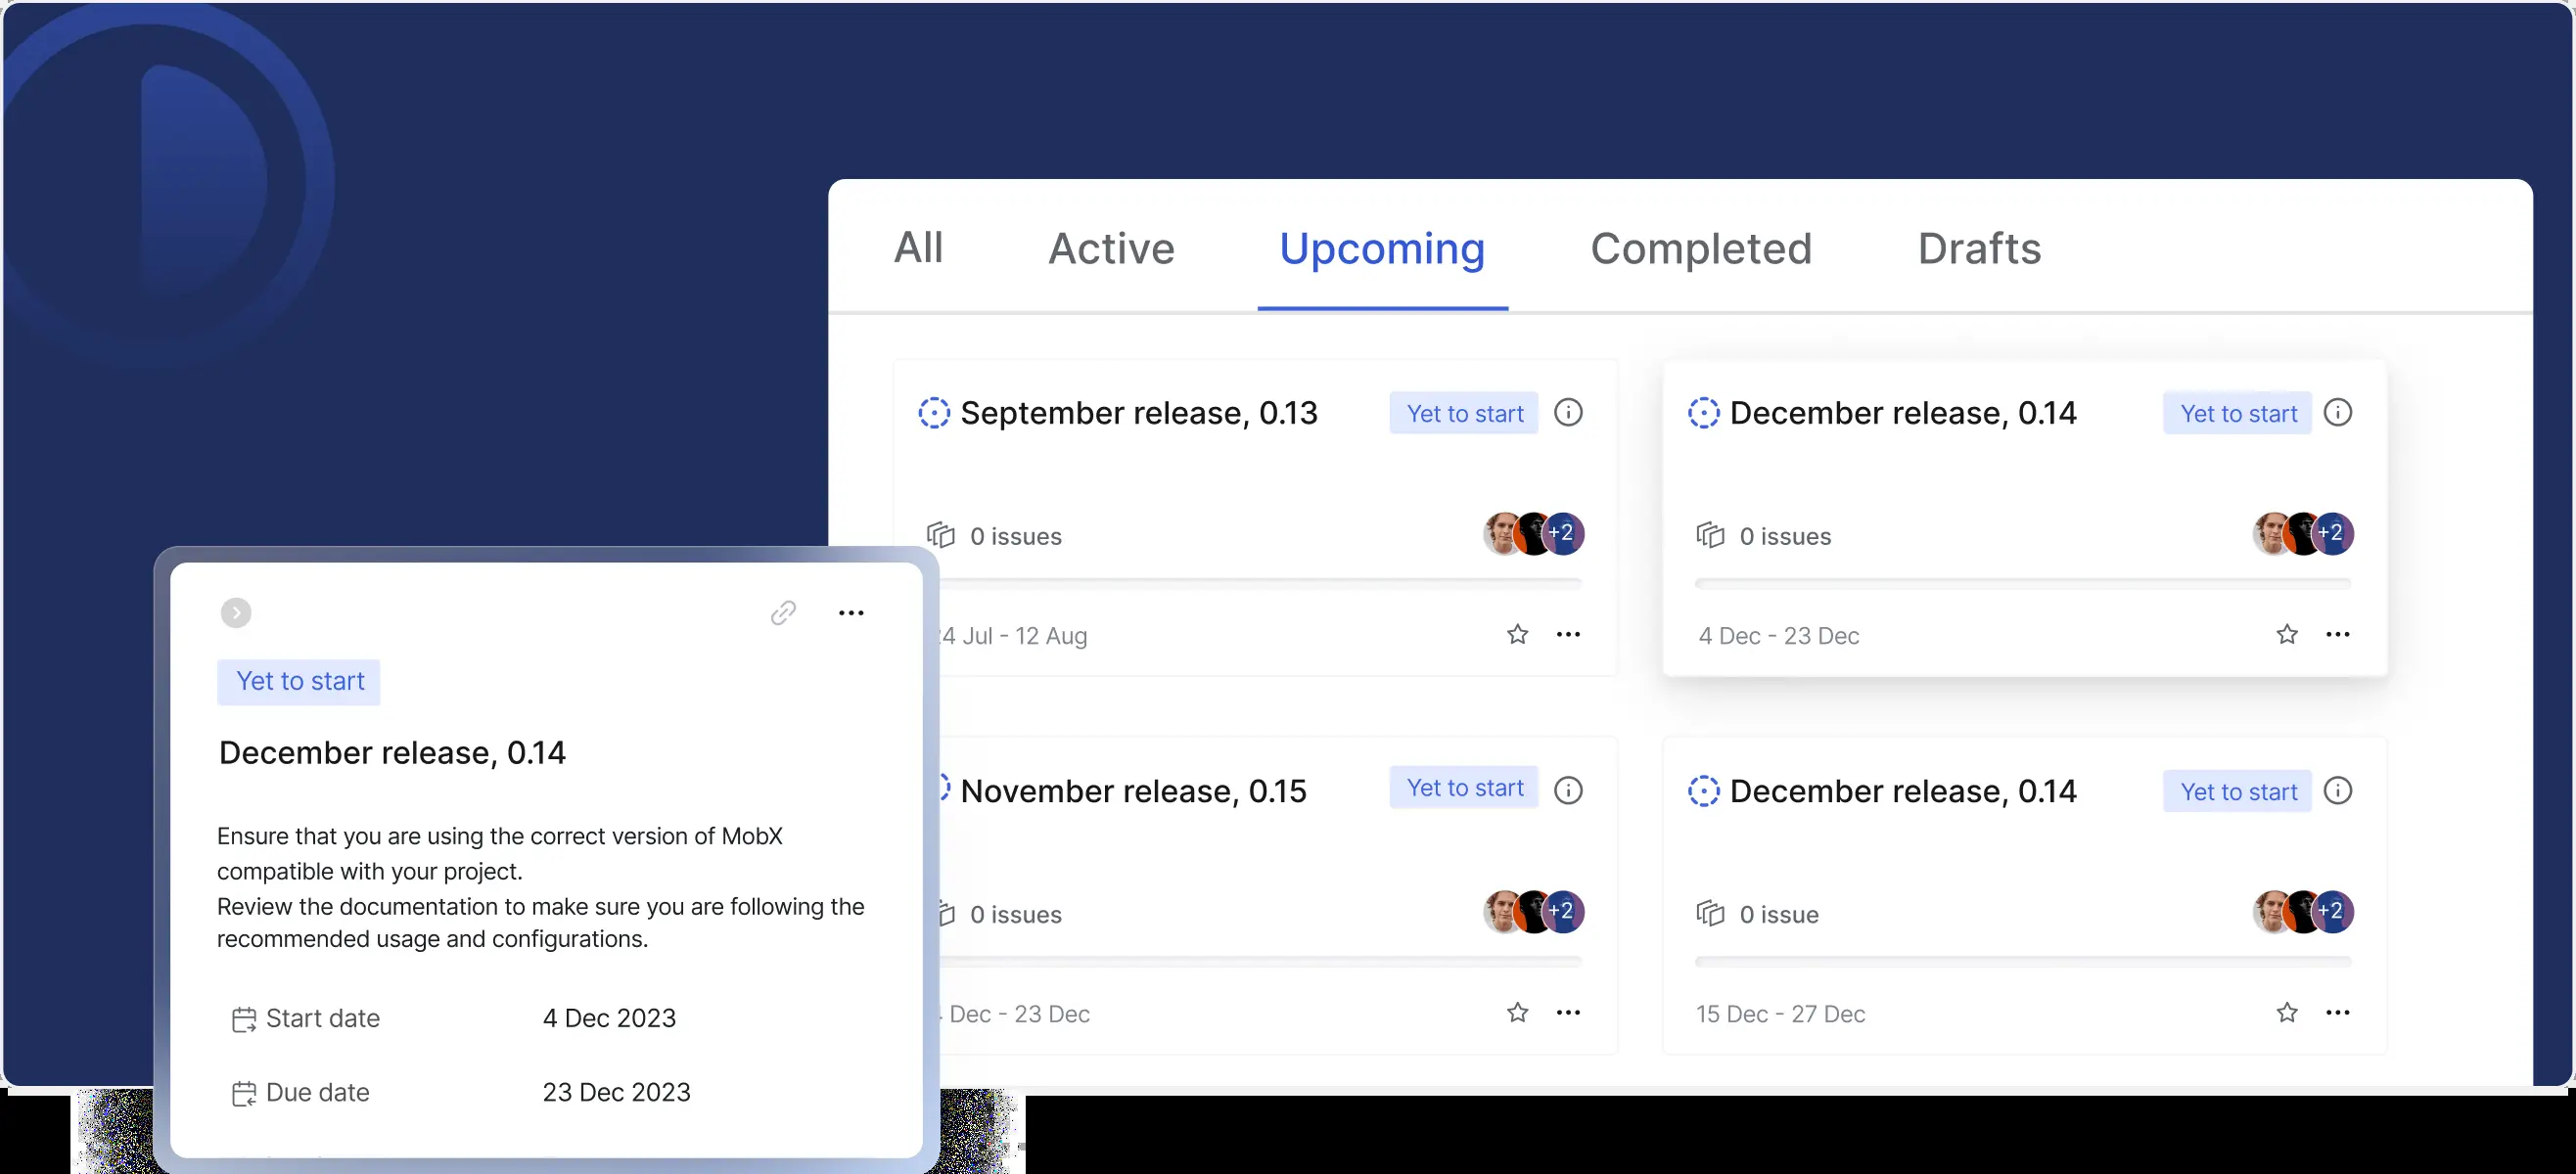 All
Active
Upcoming
Completed
Drafts
September release, 0.13
Yet to start
0 issues
+2
Jul - 12 Aug
December release, 0.14
Yet to start
0 issues
+2
4 Dec - 23 Dec
November release, 0.15
Yet to start
0 issues
+2
Dec - 23 Dec
December release, 0.14
Yet to start
0 issue
+2
15 Dec - 27 Dec
Yet to start
December release, 0.14
Ensure that you are using the correct version of MobX
compatible with your project.
Review the documentation to make sure you are following the
recommended usage and configurations.
Start date
4 Dec 2023
Due date
23 Dec 2023